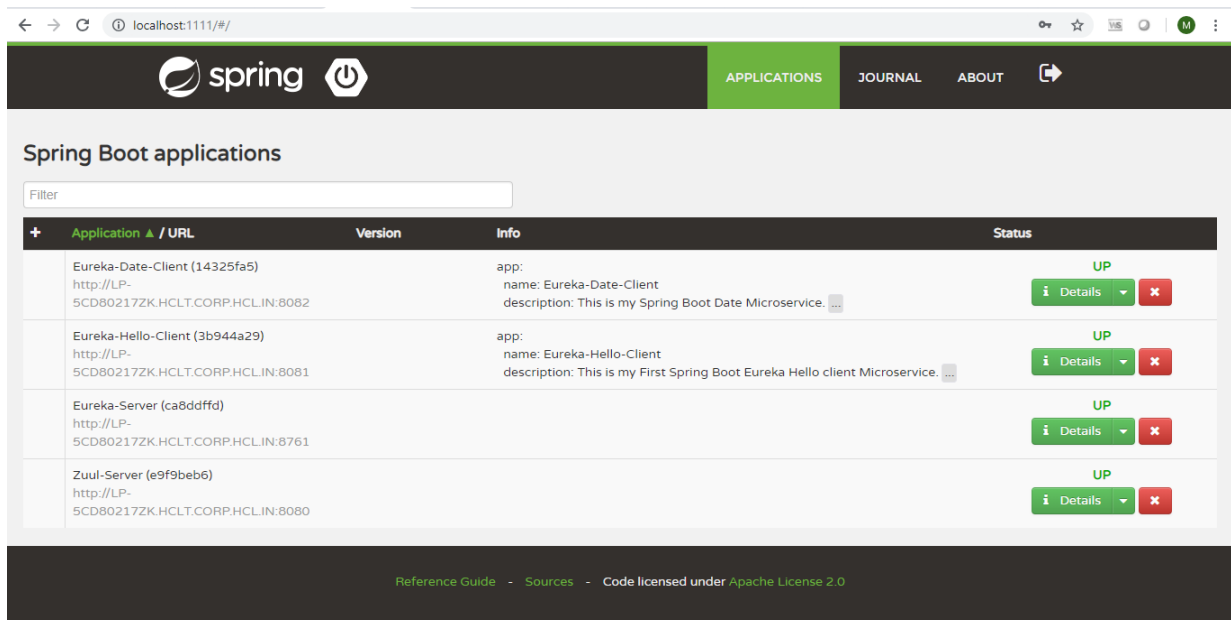 localhost:1111/#/
M
spring
APPLICATIONS JOURNAL ABOUT
Spring Boot applications
Filter
+ Application ▲ / URL Version Info Status
Eureka-Date-Client (14325fa5)
http://LP-
5CD80217ZK.HCLT.CORP.HCL.IN:8082
app:
name: Eureka-Date-Client
description: This is my Spring Boot Date Microservice. ...
UP
i Details
Eureka-Hello-Client (3b944a29)
http://LP-
5CD80217ZK.HCLT.CORP.HCL.IN:8081
app:
name: Eureka-Hello-Client
description: This is my First Spring Boot Eureka Hello client Microservice. ...
UP
i Details
Eureka-Server (ca8ddffd)
http://LP-
5CD80217ZK.HCLT.CORP.HCL.IN:8761
UP
i Details
Zuul-Server (e9f9beb6)
http://LP-
5CD80217ZK.HCLT.CORP.HCL.IN:8080
UP
i Details
Reference Guide - Sources - Code licensed under Apache License 2.0